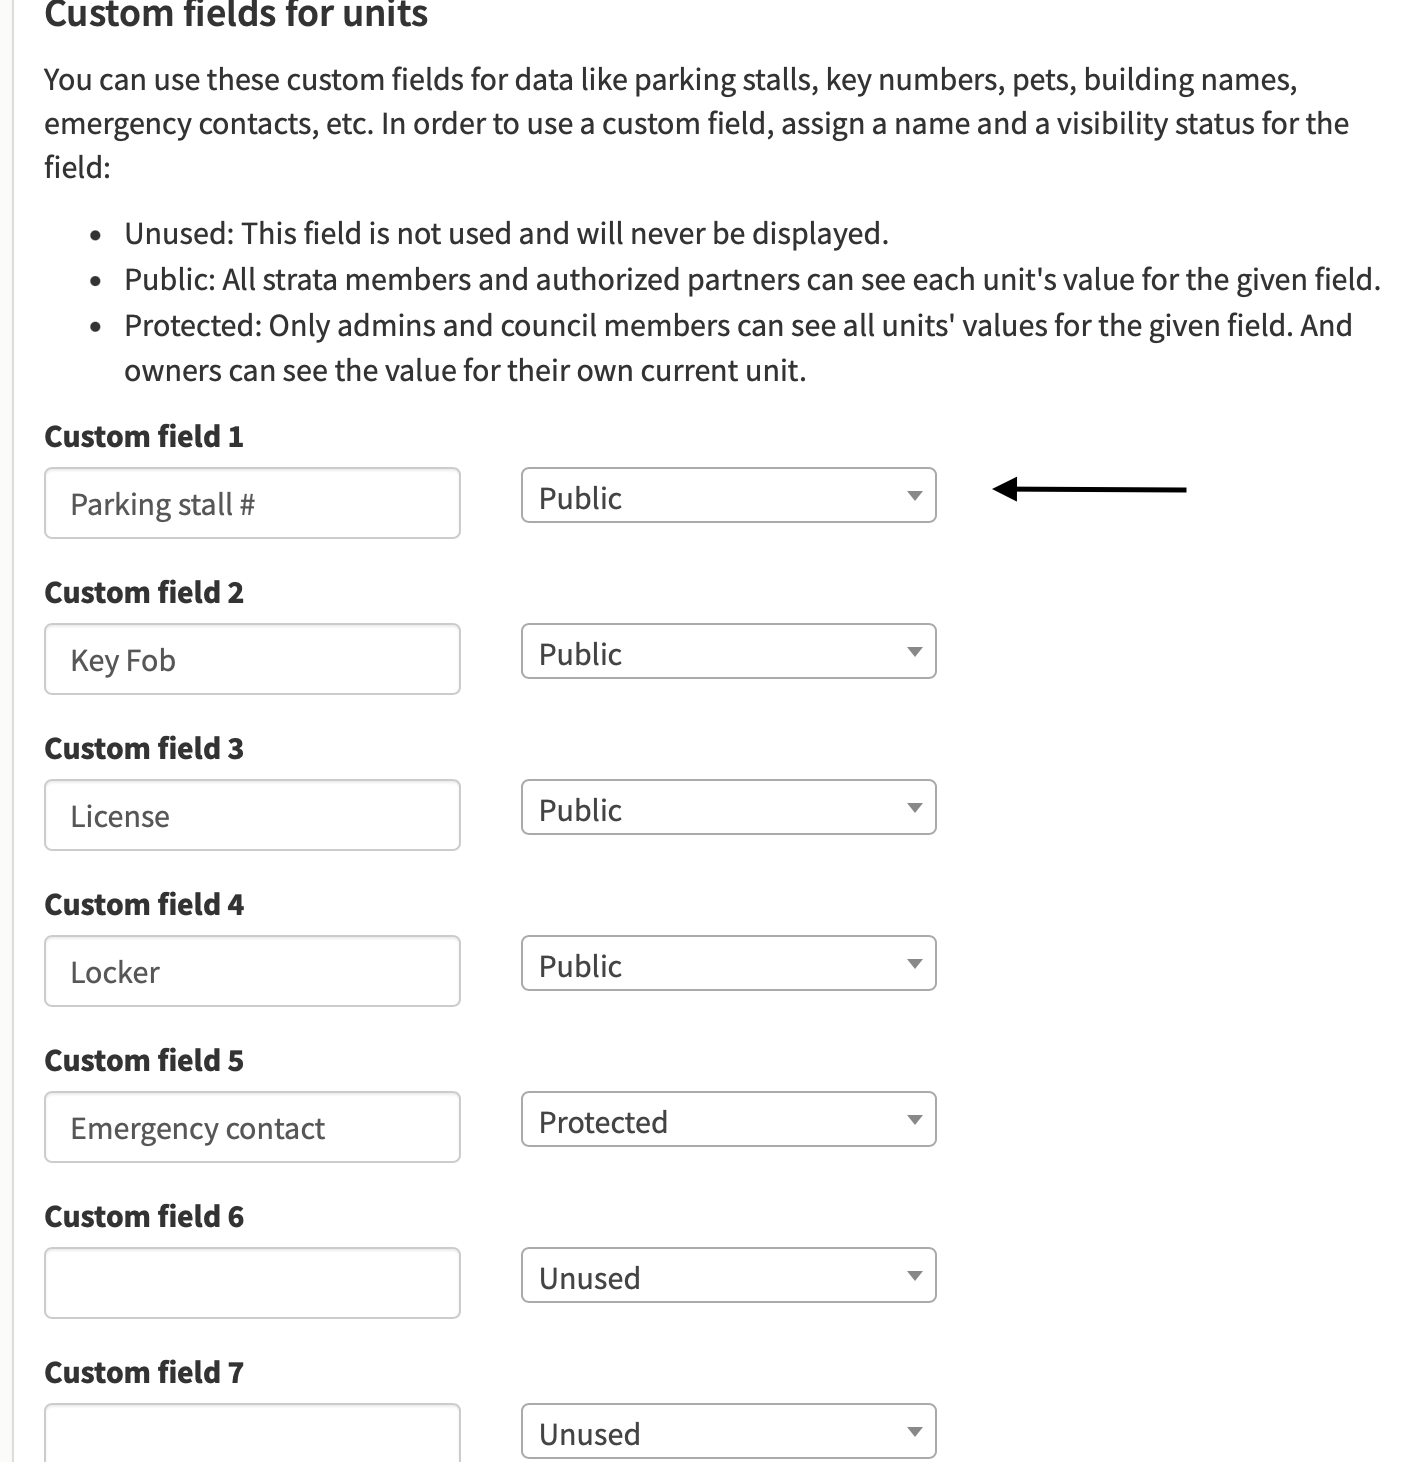 Custom fields for units
You can use these custom fields for data like parking stalls, key numbers, pets, building names,
emergency contacts, etc. In order to use a custom field, assign a name and a visibility status for the
field:
• Unused: This field is not used and will never be displayed.
• Public: All strata members and authorized partners can see each unit's value for the given field.
• Protected: Only admins and council members can see all units' values for the given field. And
owners can see the value for their own current unit.
Custom field 1
Parking stall # Public
Custom field 2
Key Fob Public
Custom field 3
License Public
Custom field 4
Locker Public
Custom field 5
Emergency contact Protected
Custom field 6
Unused
Custom field 7
Unused